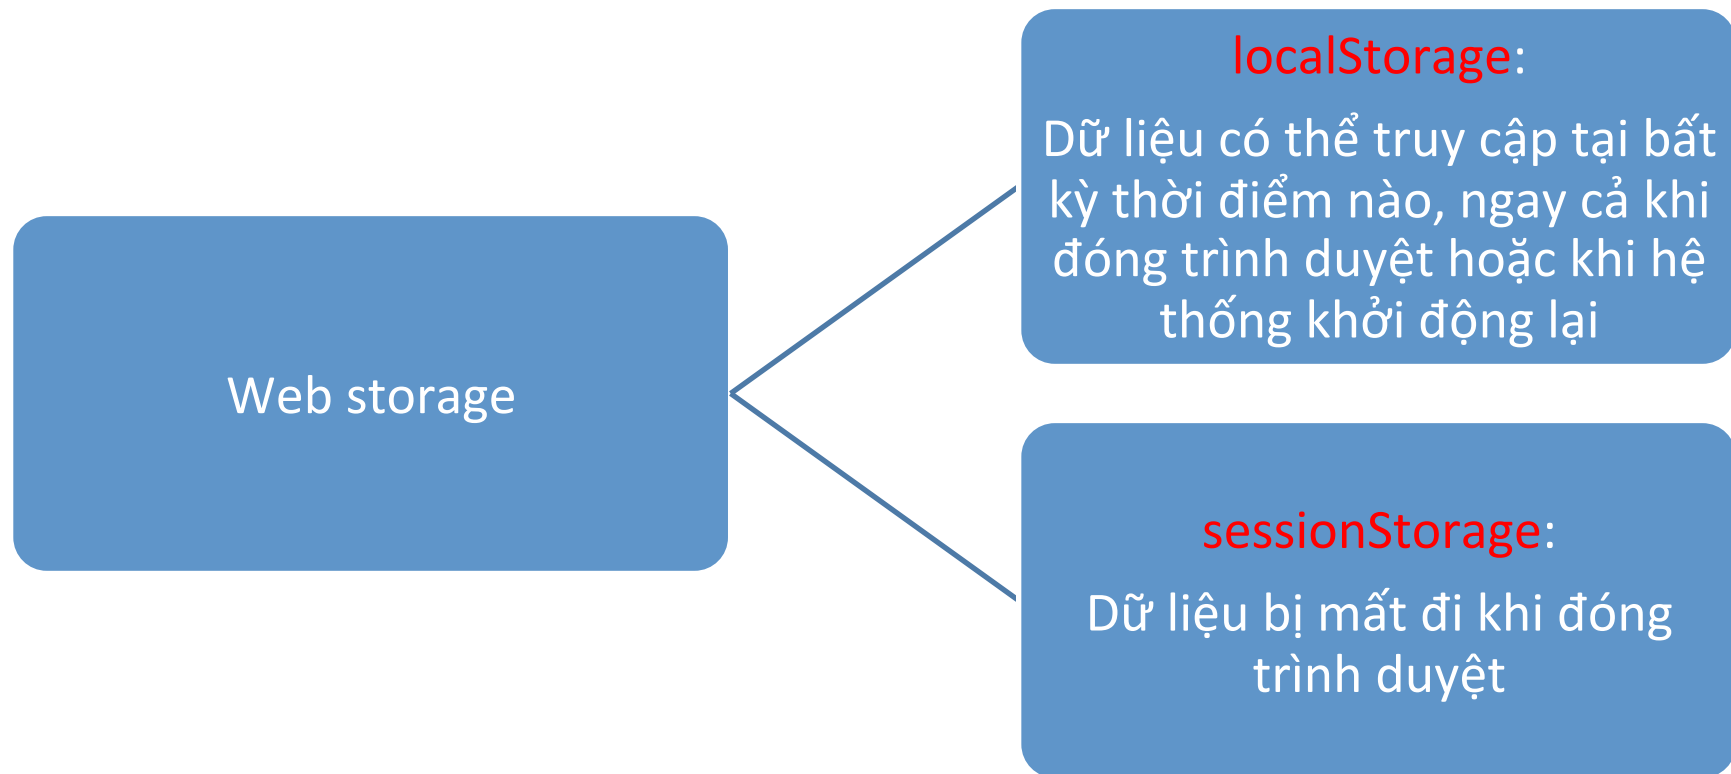 Web storage
localStorage:
Dữ liệu có thể truy cập tại bất
kỳ thời điểm nào, ngay cả khi
đóng trình duyệt hoặc khi hệ
thống khởi động lại
sessionStorage:
Dữ liệu bị mất đi khi đóng
trình duyệt